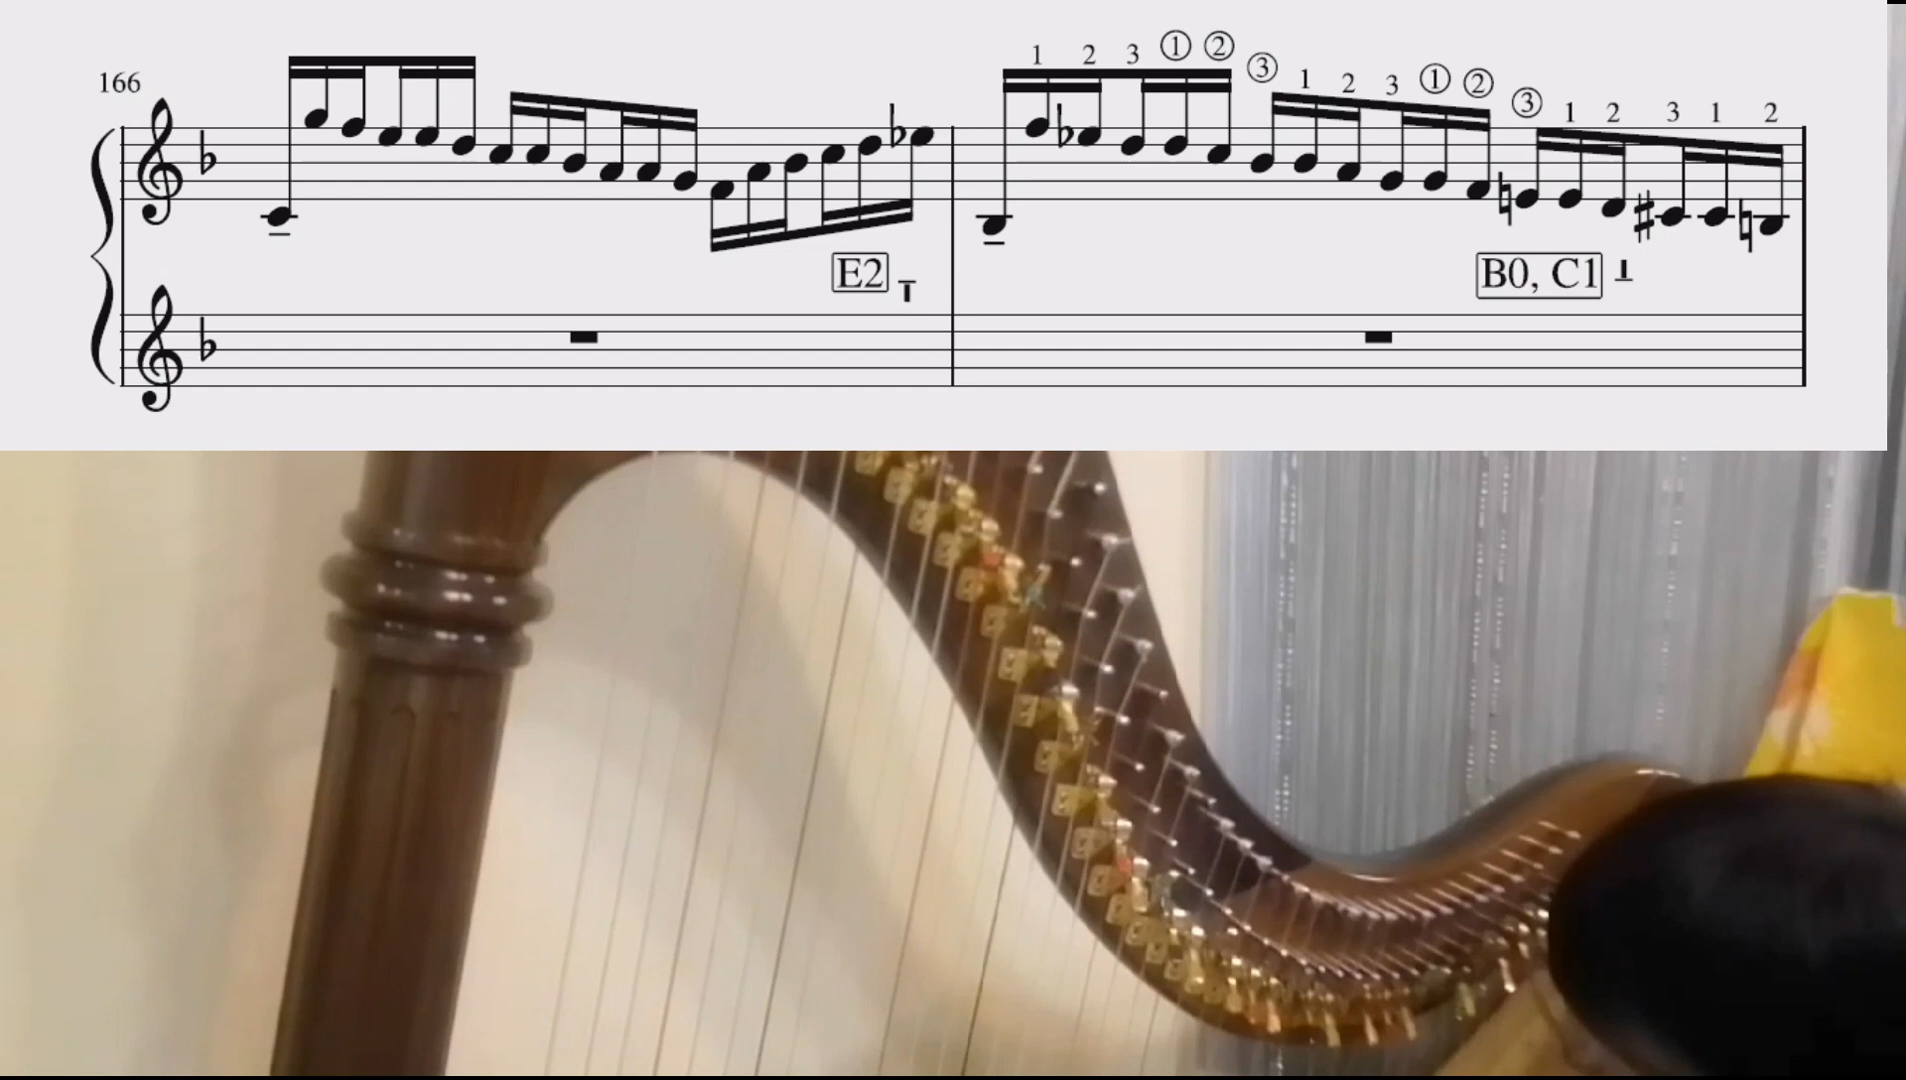 166
1 2 3 ① ② ③ 1 2 3 ① ② ③ 1 2 3 1 2
E2
B0, C1